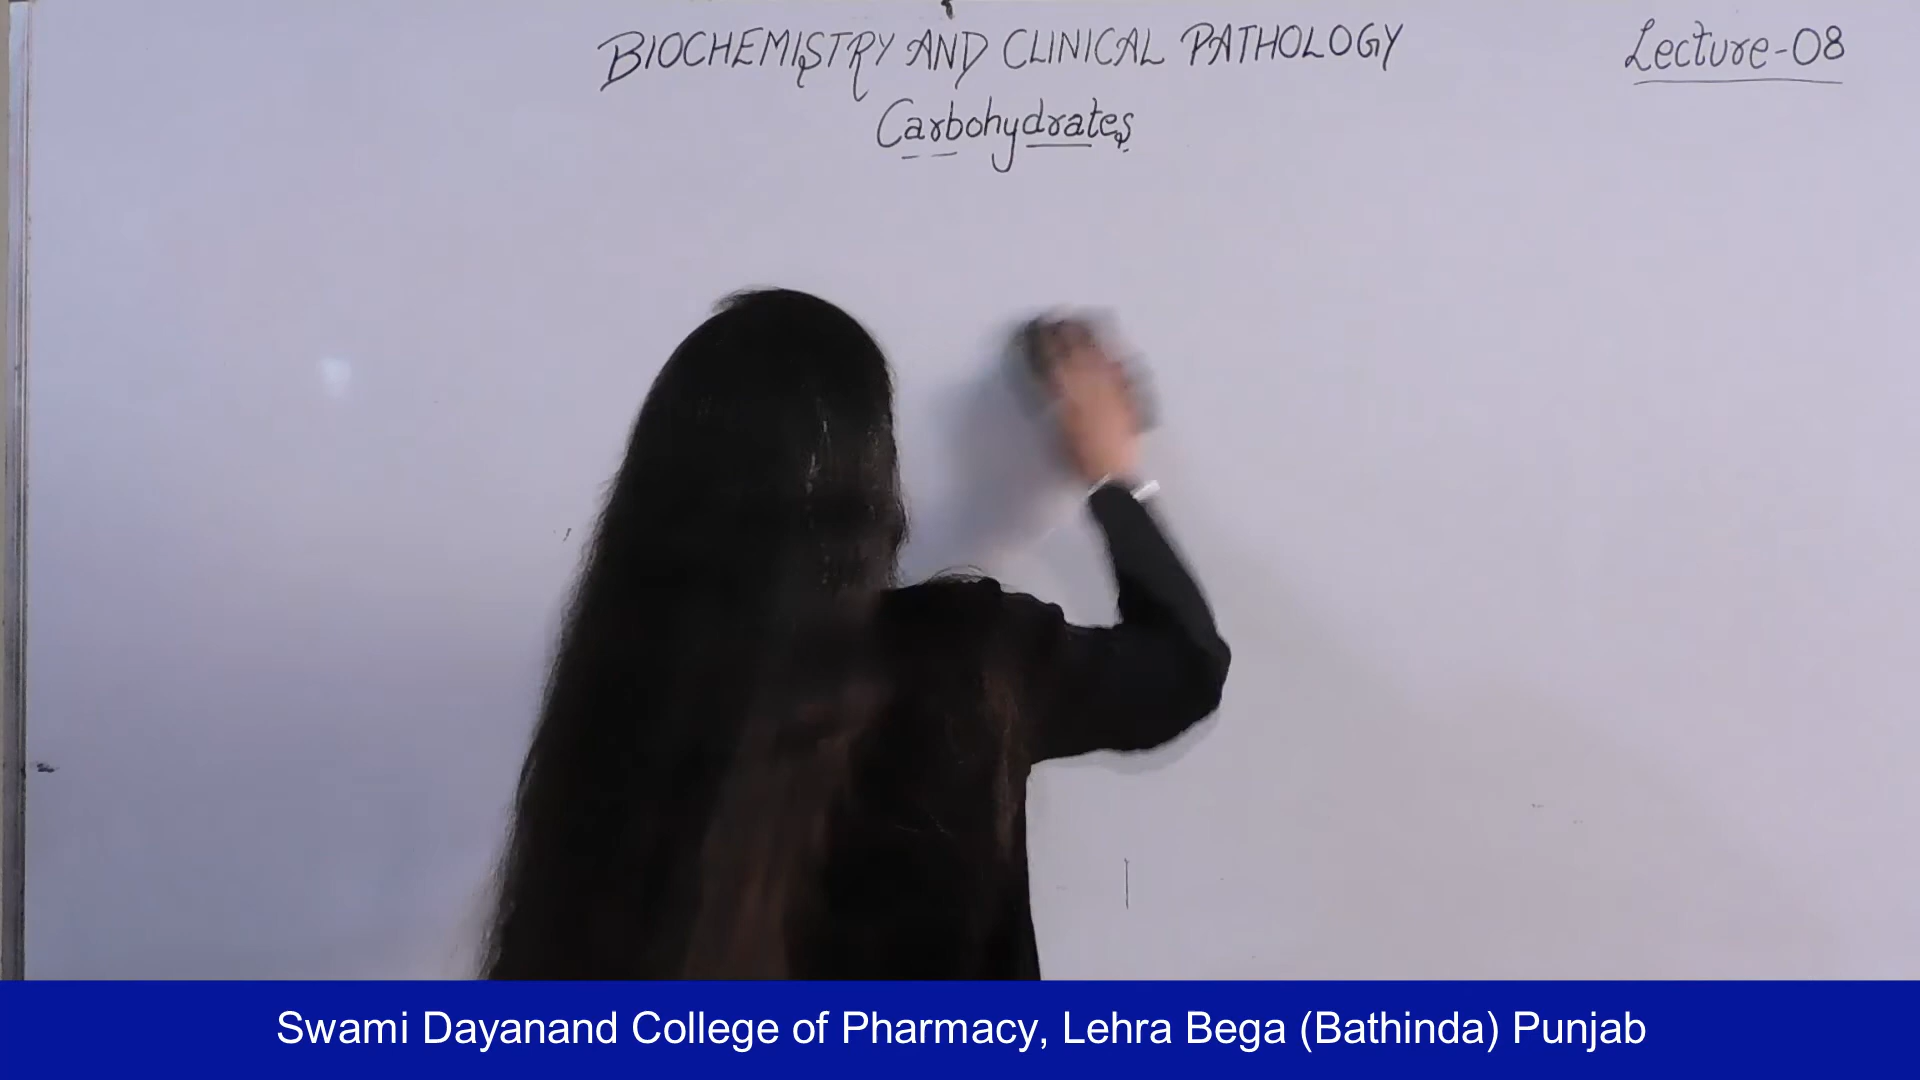 BIOCHEMISTRY AND CLINICAL PATHOLOGY
Lecture-08
Carbohydrates
Swami Dayanand College of Pharmacy, Lehra Bega (Bathinda) Punjab